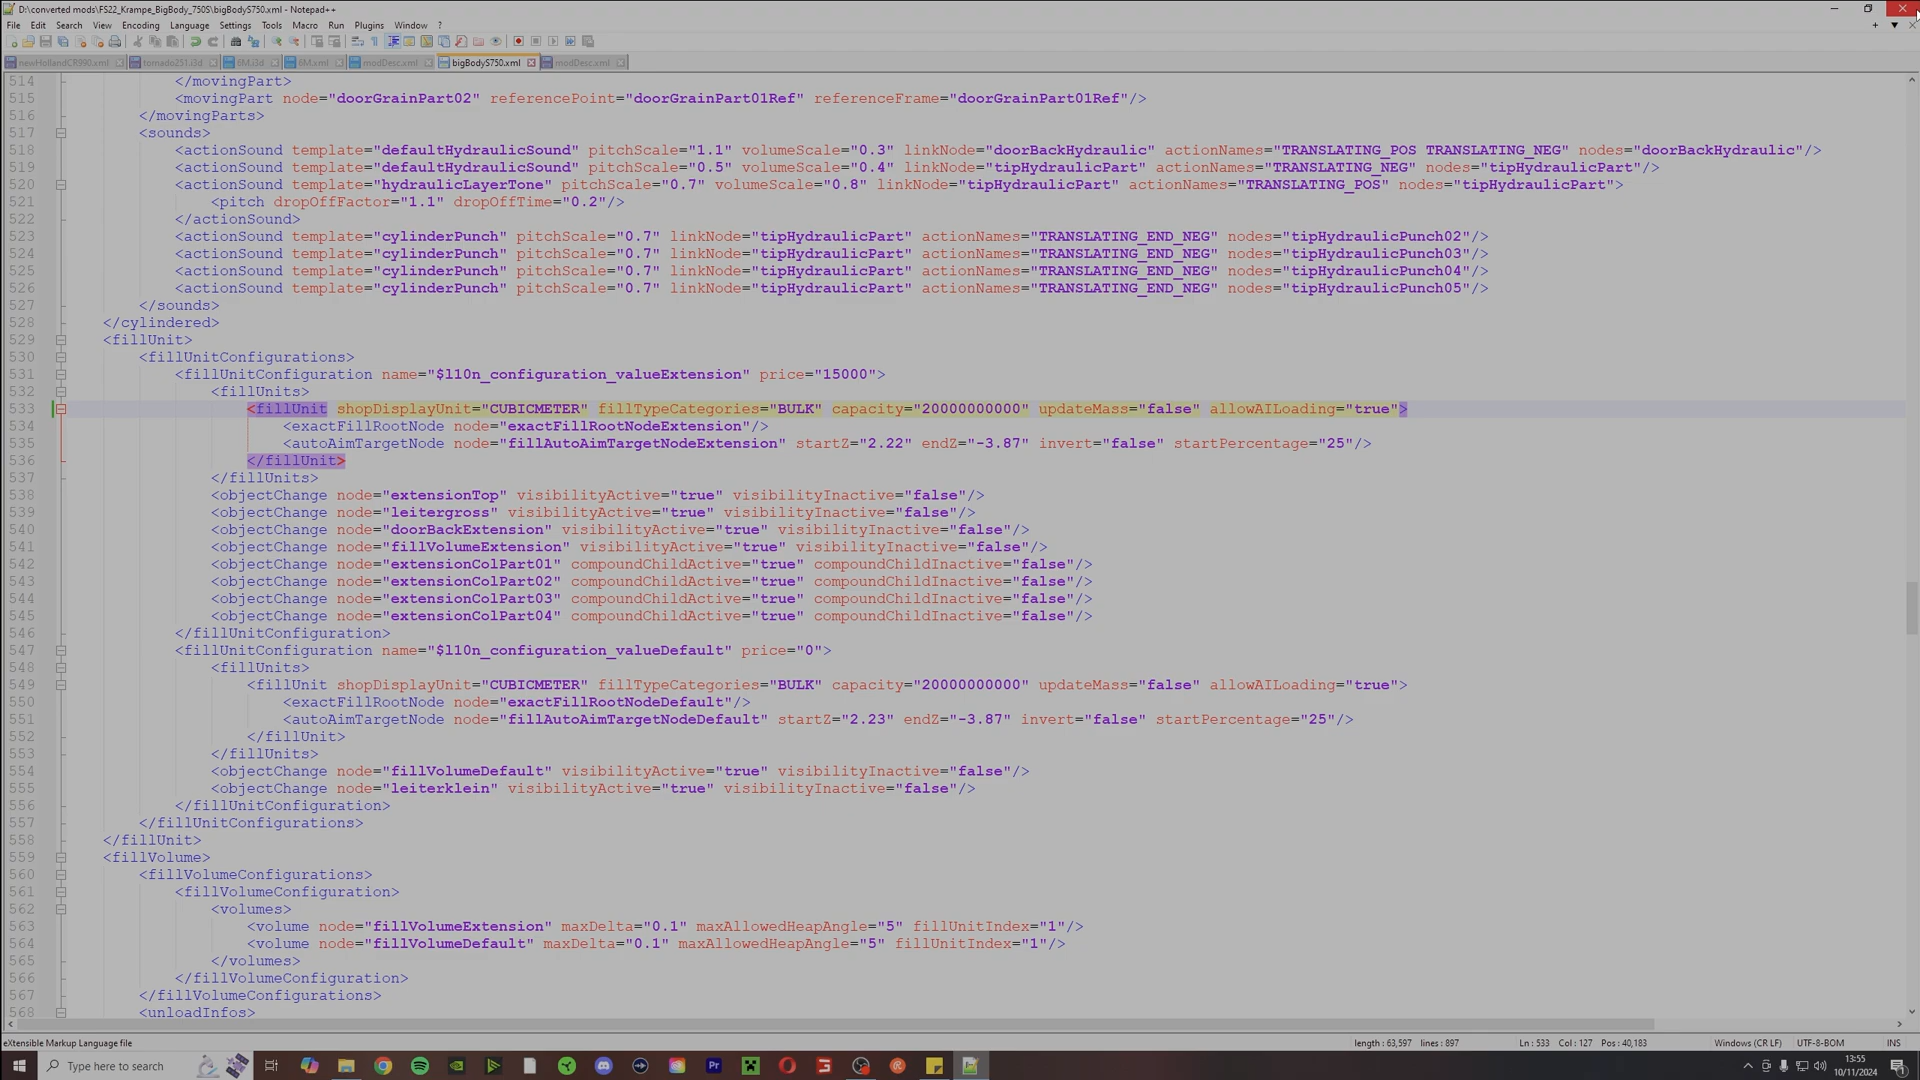 D:\converted mods\FS22_Krampe_BigBody_750S\bigBodyS750.xml - Notepad++
File Edit Search View Encoding Language Settings Tools Macro Run Plugins Window ?
newHollandCR990.xml tornado251.i3d 6M.i3d 6M.xml modDesc.xml bigBodyS750.xml modDesc.xml
514 </movingPart>
515 <movingPart node="doorGrainPart02" referencePoint="doorGrainPart01Ref" referenceFrame="doorGrainPart01Ref"/>
516 </movingParts>
517 <sounds>
518 <actionSound template="defaultHydraulicSound" pitchScale="1.1" volumeScale="0.3" linkNode="doorBackHydraulic" actionNames="TRANSLATING_POS TRANSLATING_NEG" nodes="doorBackHydraulic"/>
519 <actionSound template="defaultHydraulicSound" pitchScale="0.5" volumeScale="0.4" linkNode="tipHydraulicPart" actionNames="TRANSLATING_NEG" nodes="tipHydraulicPart"/>
520 <actionSound template="hydraulicLayerTone" pitchScale="0.7" volumeScale="0.8" linkNode="tipHydraulicPart" actionNames="TRANSLATING_POS" nodes="tipHydraulicPart">
521 <pitch dropOffFactor="1.1" dropOffTime="0.2"/>
522 </actionSound>
523 <actionSound template="cylinderPunch" pitchScale="0.7" linkNode="tipHydraulicPart" actionNames="TRANSLATING_END_NEG" nodes="tipHydraulicPunch02"/>
524 <actionSound template="cylinderPunch" pitchScale="0.7" linkNode="tipHydraulicPart" actionNames="TRANSLATING_END_NEG" nodes="tipHydraulicPunch03"/>
525 <actionSound template="cylinderPunch" pitchScale="0.7" linkNode="tipHydraulicPart" actionNames="TRANSLATING_END_NEG" nodes="tipHydraulicPunch04"/>
526 <actionSound template="cylinderPunch" pitchScale="0.7" linkNode="tipHydraulicPart" actionNames="TRANSLATING_END_NEG" nodes="tipHydraulicPunch05"/>
527 </sounds>
528 </cylindered>
529 <fillUnit>
530 <fillUnitConfigurations>
531 <fillUnitConfiguration name="$l10n_configuration_valueExtension" price="15000">
532 <fillUnits>
533 <fillUnit shopDisplayUnit="CUBICMETER" fillTypeCategories="BULK" capacity="20000000000" updateMass="false" allowAILoading="true">
534 <exactFillRootNode node="exactFillRootNodeExtension"/>
535 <autoAimTargetNode node="fillAutoAimTargetNodeExtension" startZ="2.22" endZ="-3.87" invert="false" startPercentage="25"/>
536 </fillUnit>
537 </fillUnits>
538 <objectChange node="extensionTop" visibilityActive="true" visibilityInactive="false"/>
539 <objectChange node="leitergross" visibilityActive="true" visibilityInactive="false"/>
540 <objectChange node="doorBackExtension" visibilityActive="true" visibilityInactive="false"/>
541 <objectChange node="fillVolumeExtension" visibilityActive="true" visibilityInactive="false"/>
542 <objectChange node="extensionColPart01" compoundChildActive="true" compoundChildInactive="false"/>
543 <objectChange node="extensionColPart02" compoundChildActive="true" compoundChildInactive="false"/>
544 <objectChange node="extensionColPart03" compoundChildActive="true" compoundChildInactive="false"/>
545 <objectChange node="extensionColPart04" compoundChildActive="true" compoundChildInactive="false"/>
546 </fillUnitConfiguration>
547 <fillUnitConfiguration name="$l10n_configuration_valueDefault" price="0">
548 <fillUnits>
549 <fillUnit shopDisplayUnit="CUBICMETER" fillTypeCategories="BULK" capacity="20000000000" updateMass="false" allowAILoading="true">
550 <exactFillRootNode node="exactFillRootNodeDefault"/>
551 <autoAimTargetNode node="fillAutoAimTargetNodeDefault" startZ="2.23" endZ="-3.87" invert="false" startPercentage="25"/>
552 </fillUnit>
553 </fillUnits>
554 <objectChange node="fillVolumeDefault" visibilityActive="true" visibilityInactive="false"/>
555 <objectChange node="leiterklein" visibilityActive="true" visibilityInactive="false"/>
556 </fillUnitConfiguration>
557 </fillUnitConfigurations>
558 </fillUnit>
559 <fillVolume>
560 <fillVolumeConfigurations>
561 <fillVolumeConfiguration>
562 <volumes>
563 <volume node="fillVolumeExtension" maxDelta="0.1" maxAllowedHeapAngle="5" fillUnitIndex="1"/>
564 <volume node="fillVolumeDefault" maxDelta="0.1" maxAllowedHeapAngle="5" fillUnitIndex="1"/>
565 </volumes>
566 </fillVolumeConfiguration>
567 </fillVolumeConfigurations>
568 <unloadInfos>
eXtensible Markup Language file length : 63,597 lines : 897 Ln : 533 Col : 127 Pos : 40,183 Windows (CR LF) UTF-8-BOM INS
Type here to search
13:55
10/11/2024